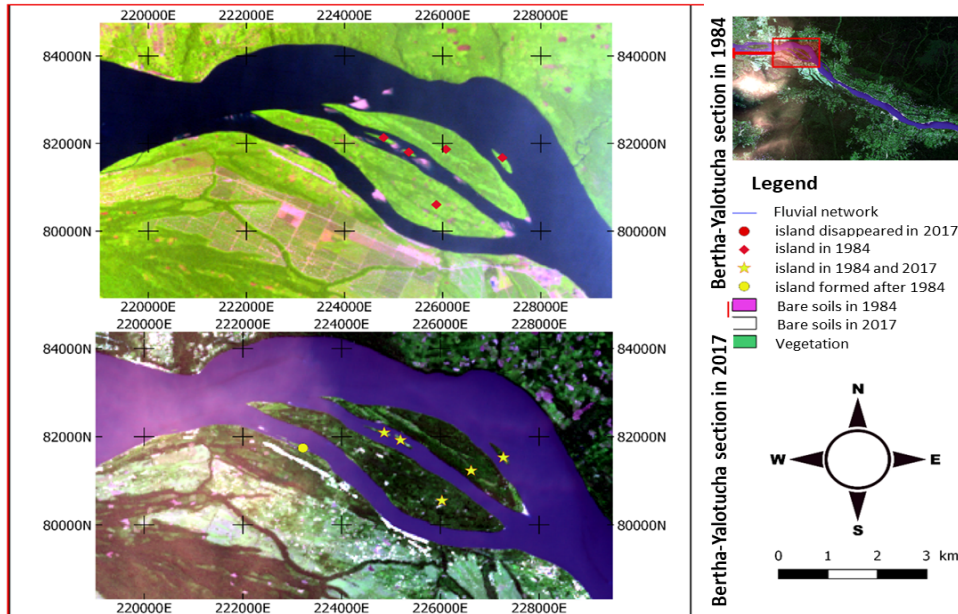 220000E 222000E 224000E 226000E 228000E
84000N 84000N
82000N 82000N
80000N 80000N
220000E 222000E 224000E 226000E 228000E
220000E 222000E 224000E 226000E 228000E
84000N 84000N
82000N 82000N
80000N 80000N
220000E 222000E 224000E 226000E 228000E
Bertha-Yalotucha section in 1984
Bertha-Yalotucha section in 2017
Legend
Fluvial network
island disappeared in 2017
island in 1984
island in 1984 and 2017
island formed after 1984
Bare soils in 1984
Bare soils in 2017
Vegetation
N
W E
S
0 1 2 3 km